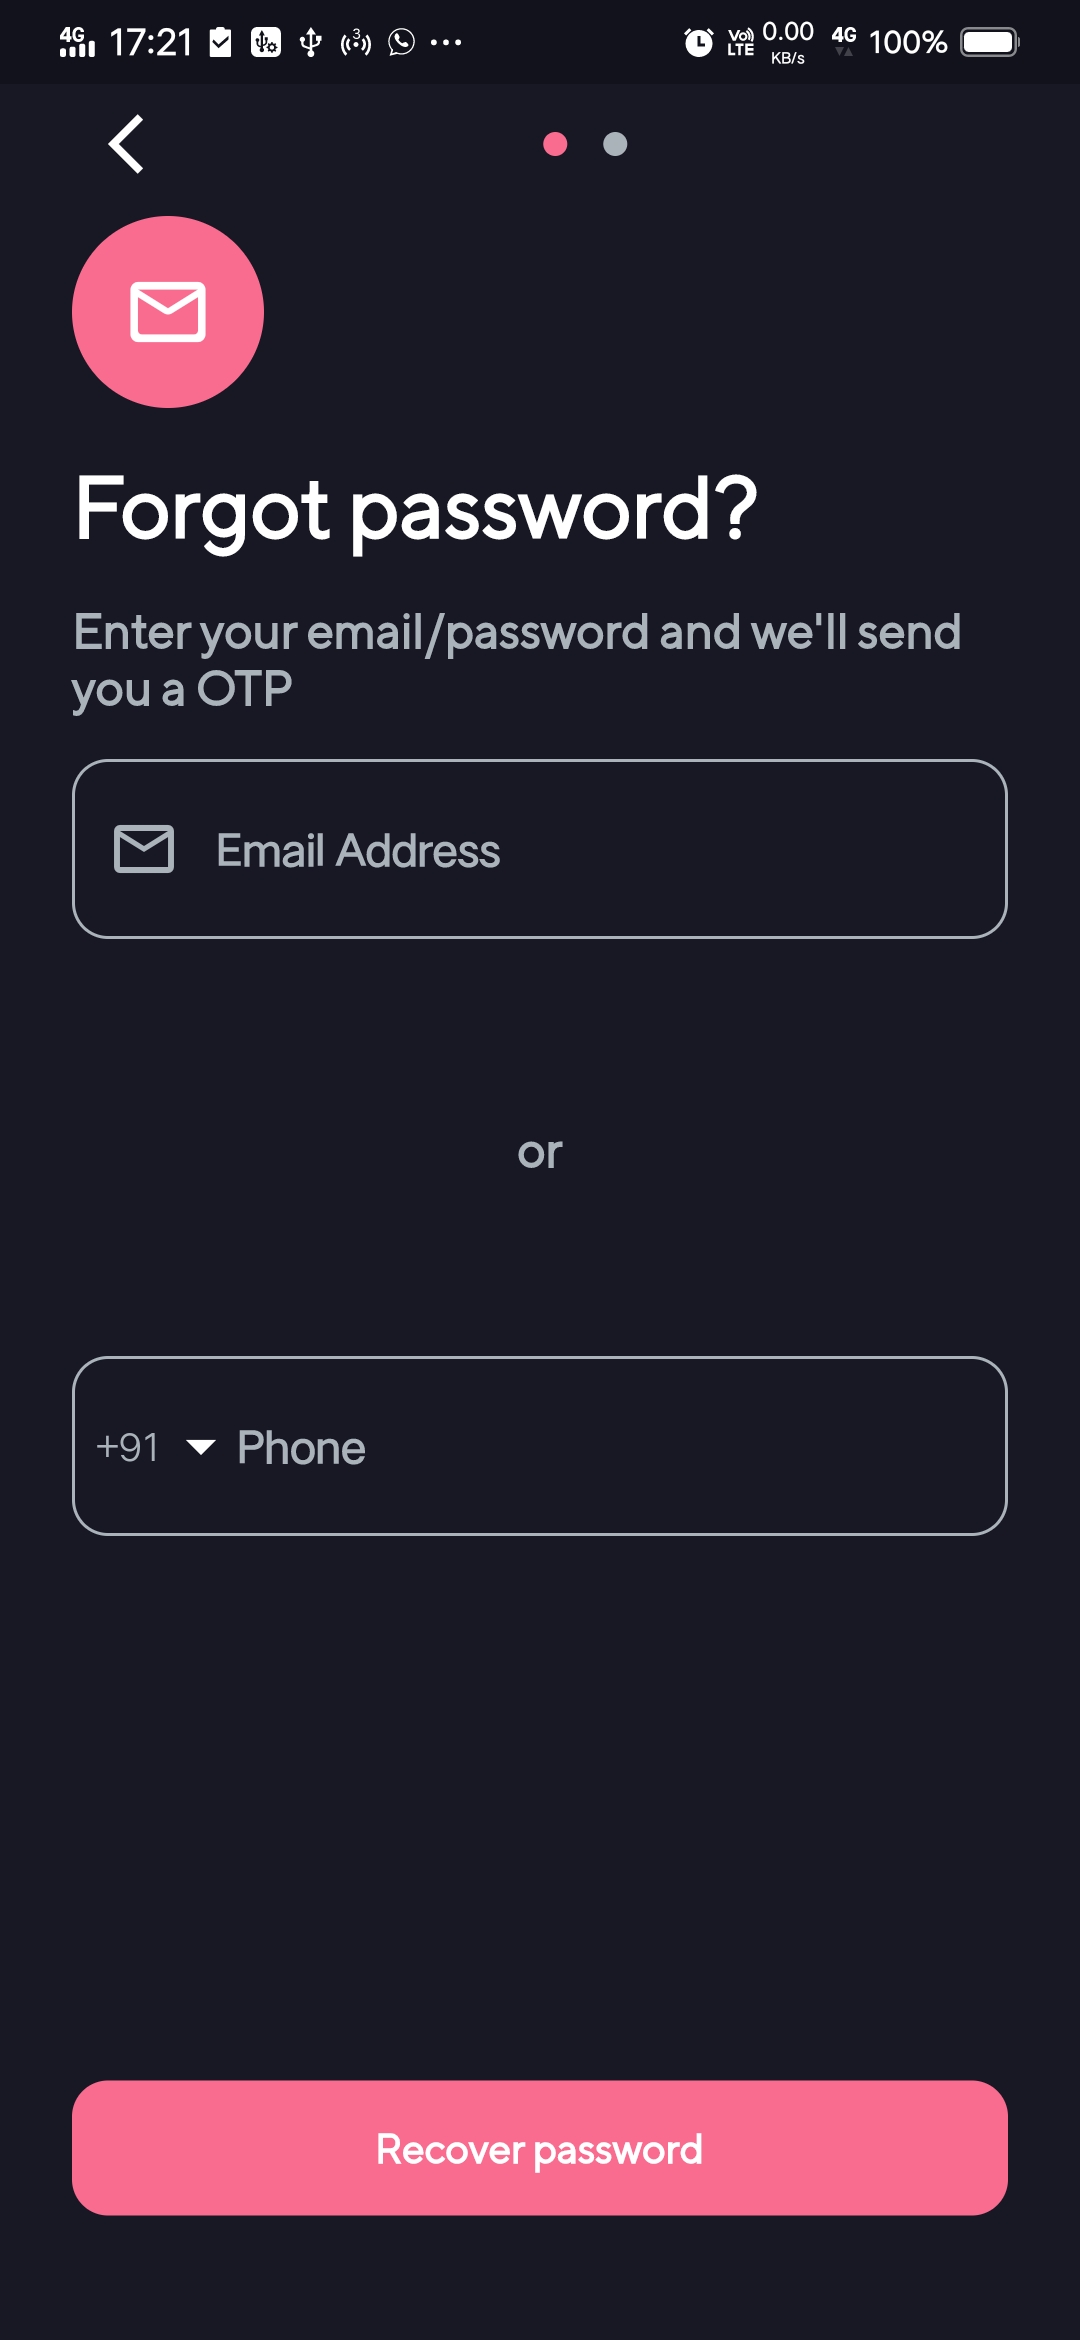 4G 17:21 3 Vo) LTE 0.00 KB/s 4G 100%
Forgot password?
Enter your email/password and we'll send
you a OTP
Email Address
or
+91 Phone
Recover password